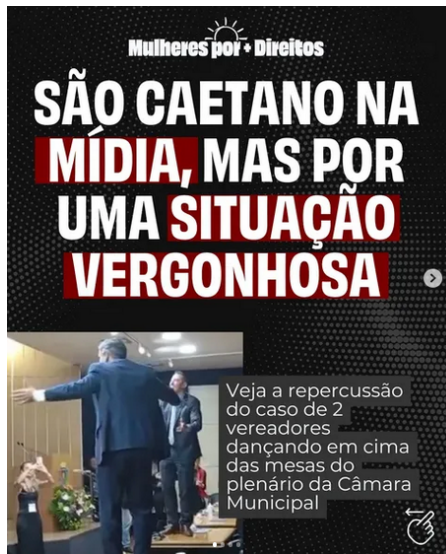 Mulheres por + Direitos
SÃO CAETANO NA
MÍDIA, MAS POR
UMA SITUAÇÃO
VERGONHOSA
Veja a repercussão
do caso de 2
vereadores
dançando em cima
das mesas do
plenário da Câmara
Municipal